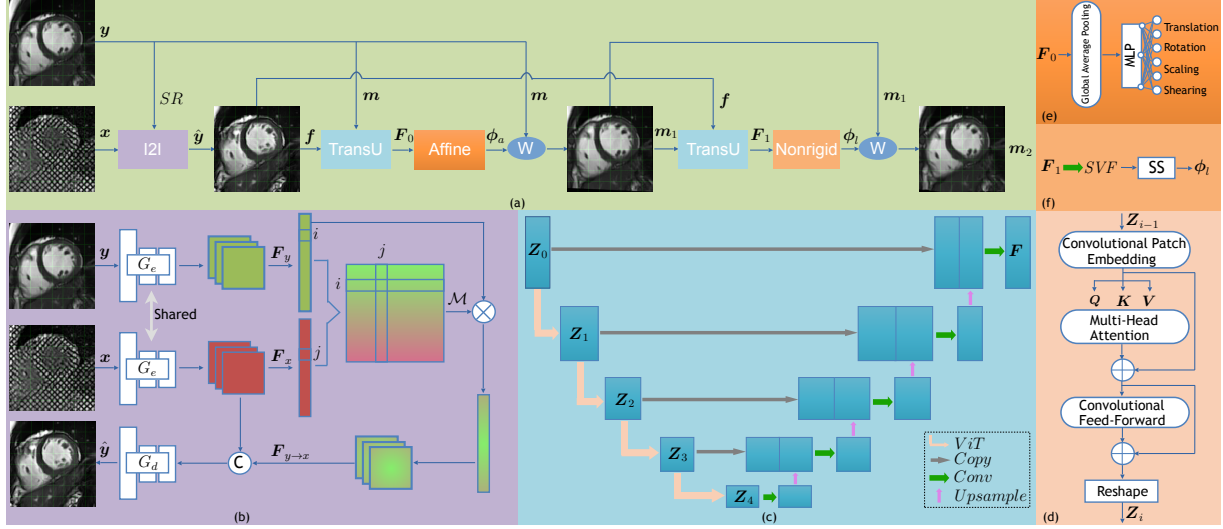 y
SR
m
m
f
m₁
x
I2I
ŷ
f
TransU
F₀
Affine
ϕₐ
W
m₁
TransU
F₁
Nonrigid
ϕₗ
W
m₂
(a)
y
Gₑ
F_y
i
j
i
M
Shared
x
Gₑ
Fₓ
j
ŷ
G_d
C
F_{y→x}
(b)
Z₀
F
Z₁
Z₂
Z₃
Z₄
ViT
Copy
Conv
Upsample
(c)
F₀
Global Average Pooling
MLP
Translation
Rotation
Scaling
Shearing
(e)
F₁
SVF
SS
ϕₗ
(f)
Z_{i−1}
Convolutional Patch
Embedding
Q K V
Multi-Head
Attention
Convolutional
Feed-Forward
Reshape
Z_i
(d)